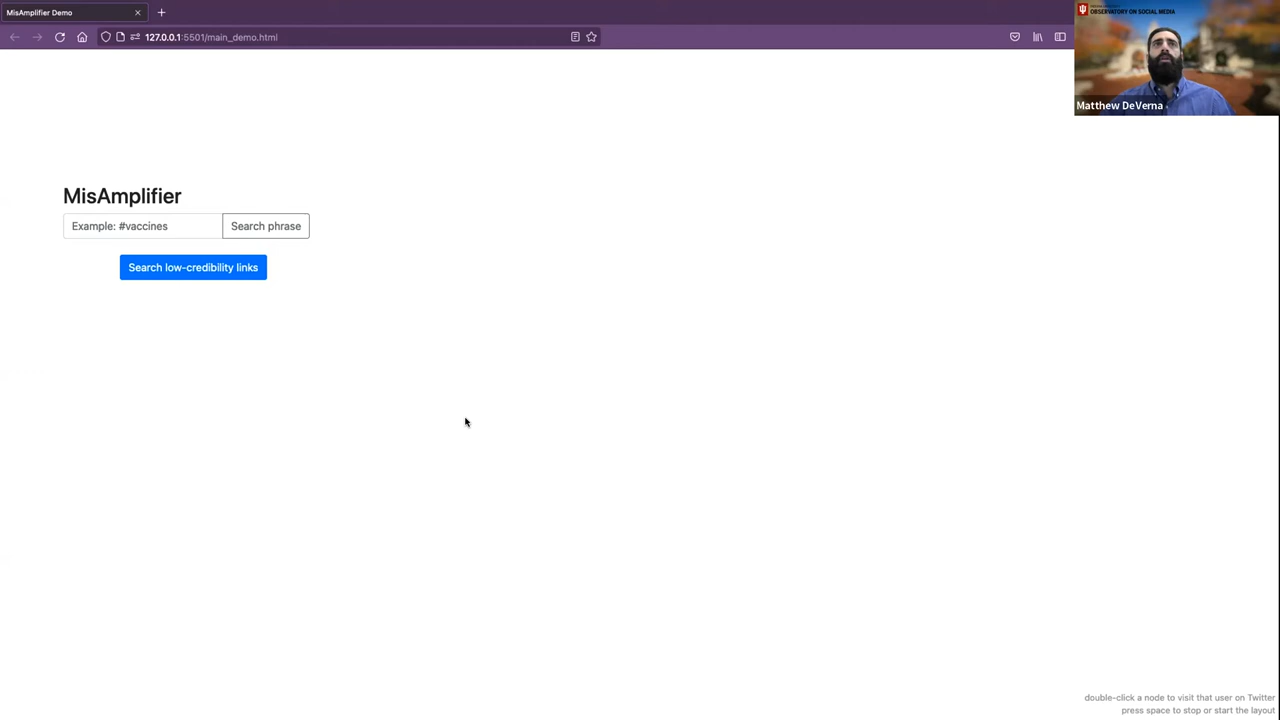 MisAmplifier Demo
127.0.0.1:5501/main_demo.html
OBSERVATORY ON SOCIAL MEDIA
Matthew DeVerna
MisAmplifier
Example: #vaccines
Search phrase
Search low-credibility links
double-click a node to visit that user on Twitter
press space to stop or start the layout